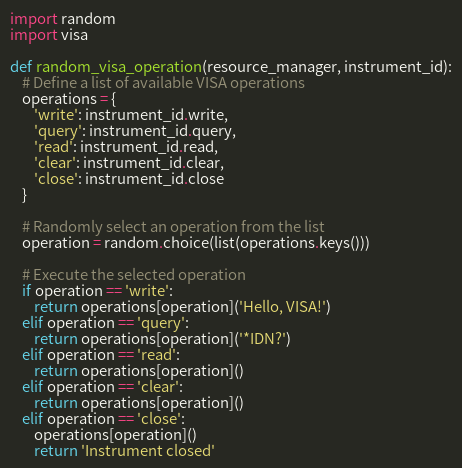 import random
import visa

def random_visa_operation(resource_manager, instrument_id):
    # Define a list of available VISA operations
    operations = {
        'write': instrument_id.write,
        'query': instrument_id.query,
        'read': instrument_id.read,
        'clear': instrument_id.clear,
        'close': instrument_id.close
    }

    # Randomly select an operation from the list
    operation = random.choice(list(operations.keys()))

    # Execute the selected operation
    if operation == 'write':
        return operations[operation]('Hello, VISA!')
    elif operation == 'query':
        return operations[operation]('*IDN?')
    elif operation == 'read':
        return operations[operation]()
    elif operation == 'clear':
        return operations[operation]()
    elif operation == 'close':
        operations[operation]()
        return 'Instrument closed'